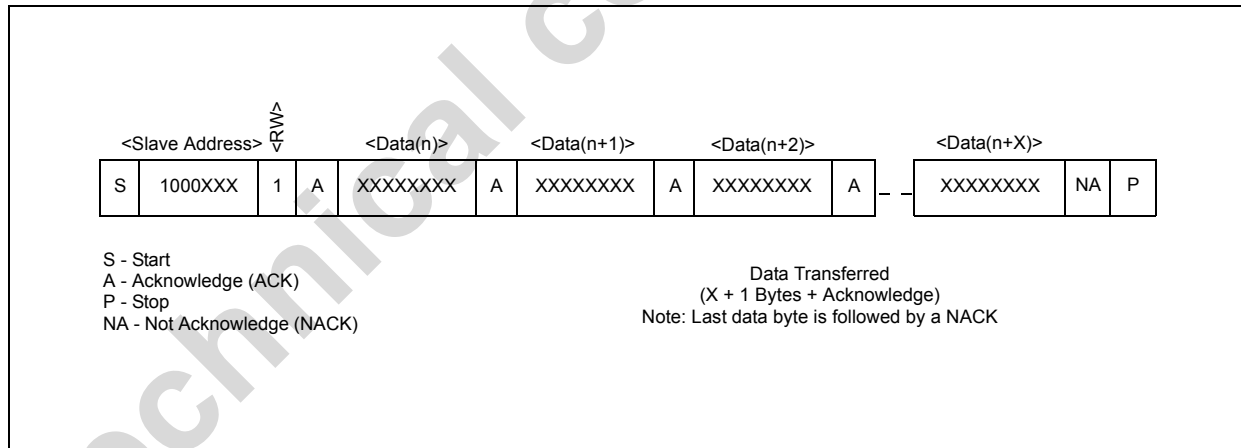 <Slave Address> <RW> <Data(n)> <Data(n+1)> <Data(n+2)> <Data(n+X)>
S 1000XXX 1 A XXXXXXXX A XXXXXXXX A XXXXXXXX A XXXXXXXX NA P
S - Start
A - Acknowledge (ACK)
P - Stop
NA - Not Acknowledge (NACK)
Data Transferred
(X + 1 Bytes + Acknowledge)
Note: Last data byte is followed by a NACK
chnical c